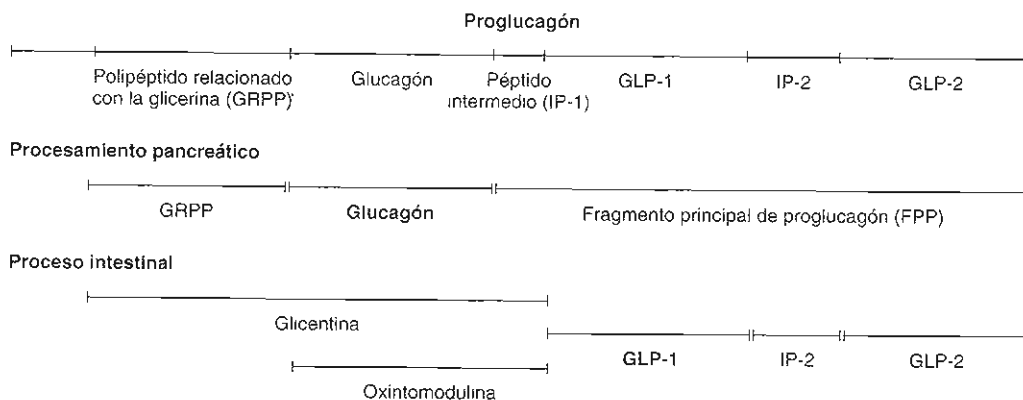 Proglucagón
Polipéptido relacionado
con la glicerina (GRPP)
Glucagón
Péptido
intermedio (IP-1)
GLP-1
IP-2
GLP-2
Procesamiento pancreático
GRPP
Glucagón
Fragmento principal de proglucagón (FPP)
Proceso intestinal
Glicentina
GLP-1
IP-2
GLP-2
Oxintomodulina